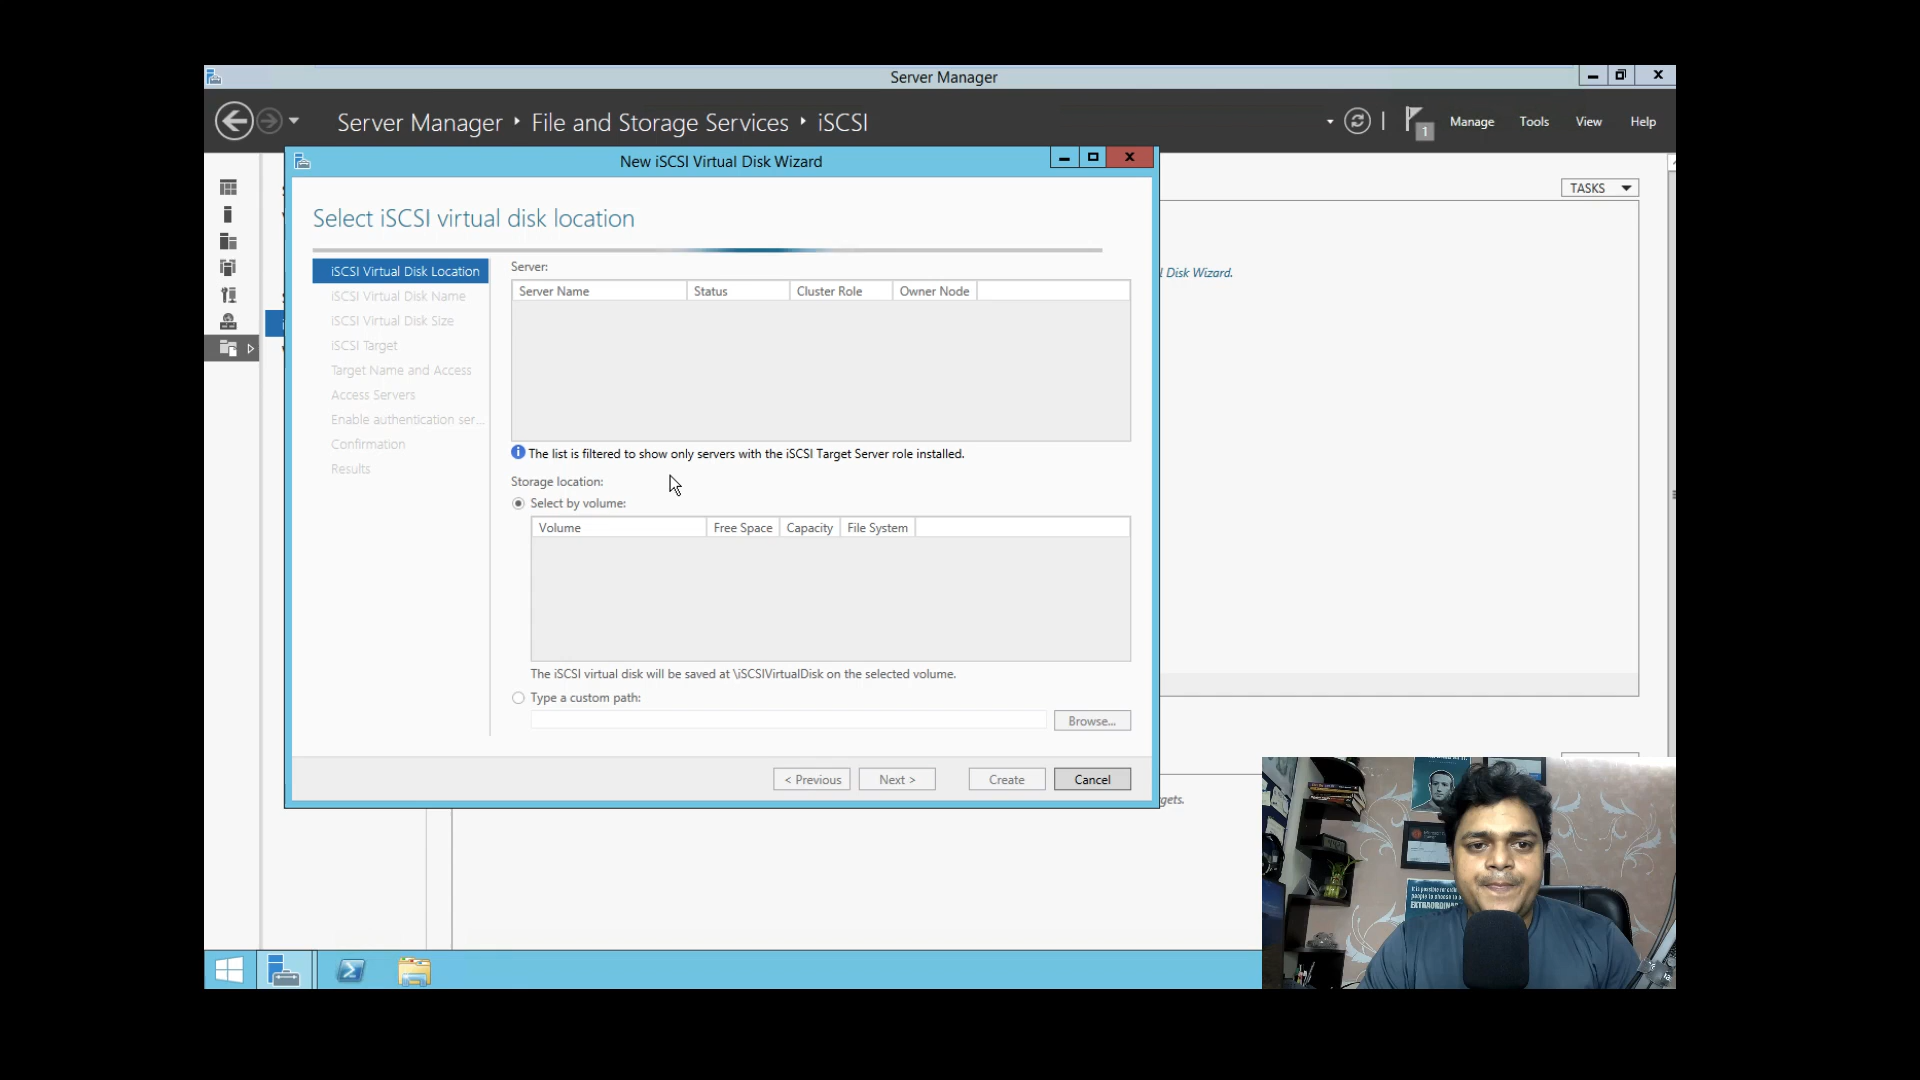 Server Manager
Server Manager ‣ File and Storage Services ‣ iSCSI
1
Manage
Tools
View
Help
New iSCSI Virtual Disk Wizard
TASKS
Select iSCSI virtual disk location
Disk Wizard.
iSCSI Virtual Disk Location
iSCSI Virtual Disk Name
iSCSI Virtual Disk Size
iSCSI Target
Target Name and Access
Access Servers
Enable authentication ser...
Confirmation
Results
Server:
Server Name
Status
Cluster Role
Owner Node
The list is filtered to show only servers with the iSCSI Target Server role installed.
Storage location:
Select by volume:
Volume
Free Space
Capacity
File System
The iSCSI virtual disk will be saved at \iSCSIVirtualDisk on the selected volume.
Type a custom path:
Browse...
< Previous
Next >
Create
Cancel
gets.
EXTRAORDINARY